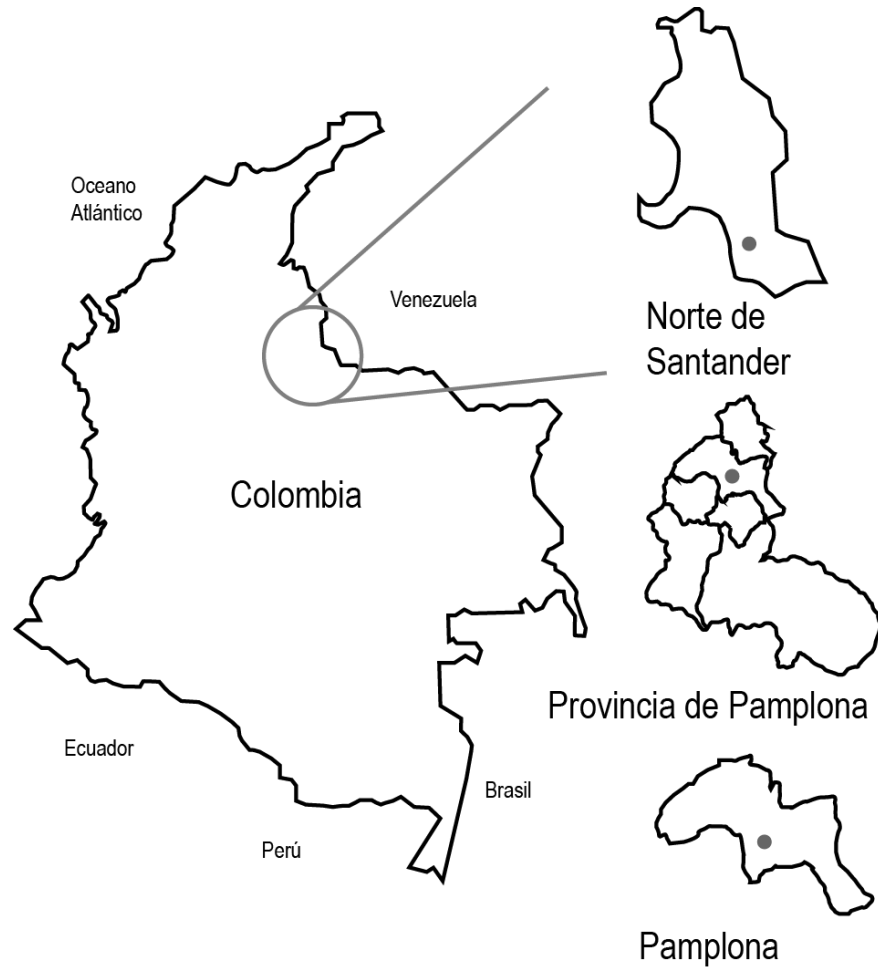 Oceano
Atlántico
Venezuela
Norte de
Santander
Colombia
Provincia de Pamplona
Ecuador
Brasil
Perú
Pamplona